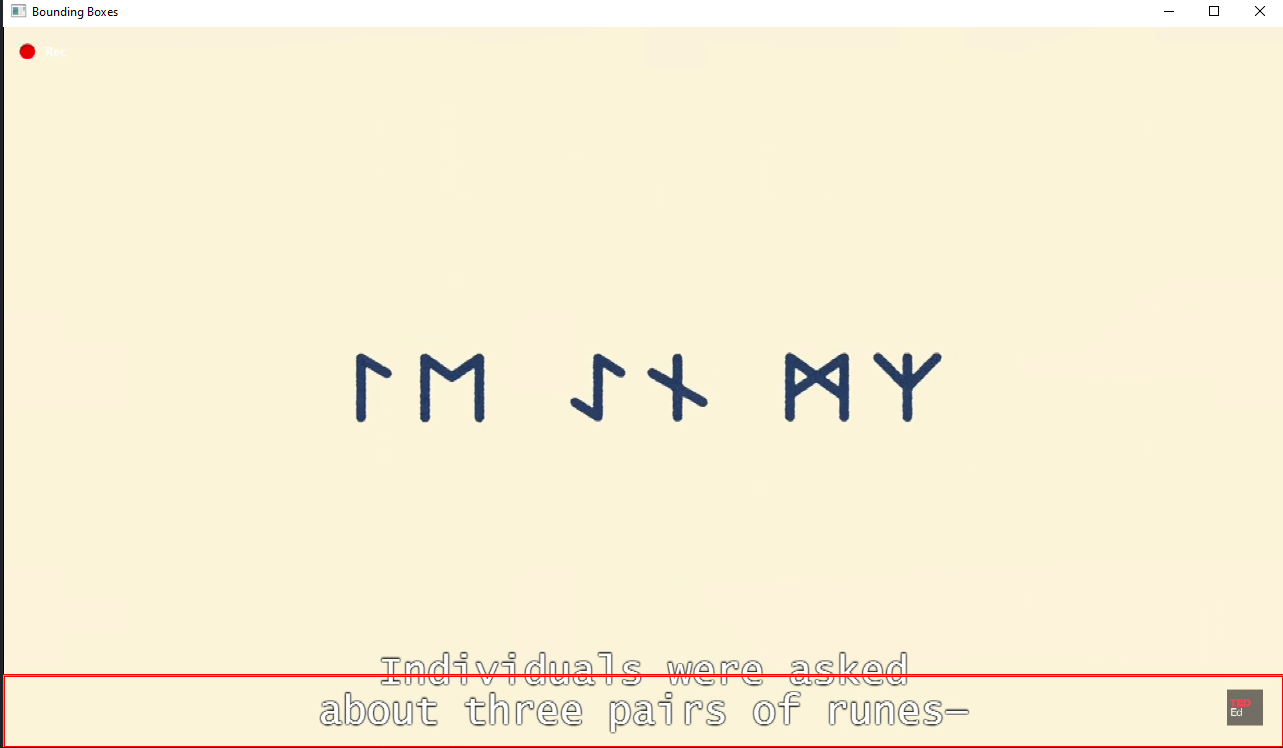 Bounding Boxes
Rec
ᛚᛖ ᛇᚾ ᛗᛉ
Individuals were asked
about three pairs of runes—
TED
Ed